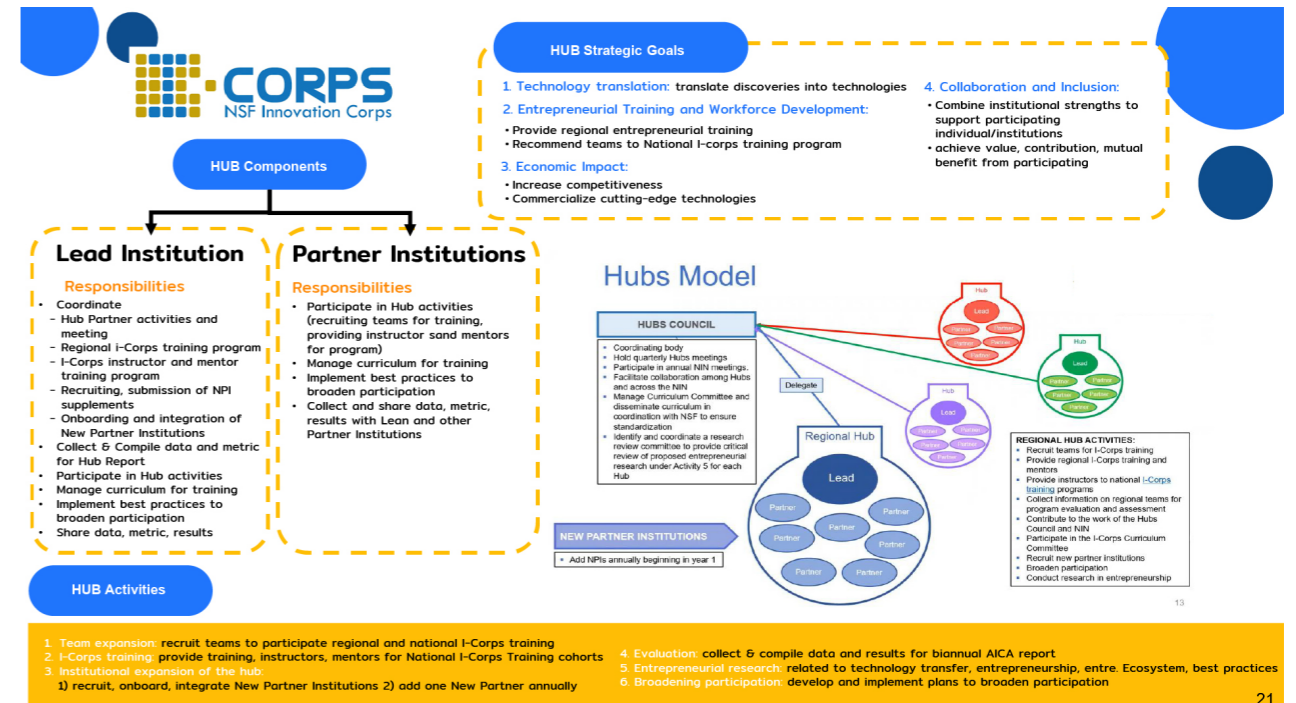 I-CORPS
NSF Innovation Corps
HUB Strategic Goals
1. Technology translation: translate discoveries into technologies
2. Entrepreneurial Training and Workforce Development:
• Provide regional entrepreneurial training
• Recommend teams to National I-corps training program
3. Economic Impact:
• Increase competitiveness
• Commercialize cutting-edge technologies
4. Collaboration and Inclusion:
• Combine institutional strengths to
support participating
individual/institutions
• achieve value, contribution, mutual
benefit from participating
HUB Components
Lead Institution
Responsibilities
• Coordinate
- Hub Partner activities and
meeting
- Regional i-Corps training program
- I-Corps instructor and mentor
training program
- Recruiting, submission of NPI
supplements
- Onboarding and integration of
New Partner Institutions
• Collect & Compile data and metric
for Hub Report
• Participate in Hub activities
• Manage curriculum for training
• Implement best practices to
broaden participation
• Share data, metric, results
Partner Institutions
Responsibilities
• Participate in Hub activities
(recruiting teams for training,
providing instructor sand mentors
for program)
• Manage curriculum for training
• Implement best practices to
broaden participation
• Collect and share data, metric,
results with Lean and other
Partner Institutions
Hubs Model
HUBS COUNCIL
• Coordinating body
• Hold quarterly Hubs meetings
• Participate in annual NIN meetings.
• Facilitate collaboration among Hubs
and across the NIN
• Manage Curriculum Committee and
disseminate curriculum in
coordination with NSF to ensure
standardization
• Identify and coordinate a research
review committee to provide critical
review of proposed entrepreneurial
research under Activity 5 for each
Hub
Delegate
Hub
Lead
Partner
Partner
Partner
Partner
Partner
Hub
Lead
Partner
Partner
Partner
Partner
Partner
Hub
Lead
Partner
Partner
Partner
Partner
Partner
Regional Hub
Lead
Partner
Partner
Partner
Partner
Partner
Partner
Partner
NEW PARTNER INSTITUTIONS
• Add NPIs annually beginning in year 1
REGIONAL HUB ACTIVITIES:
• Recruit teams for I-Corps training
• Provide regional I-Corps training and
mentors
• Provide instructors to national I-Corps
training programs
• Collect information on regional teams for
program evaluation and assessment
• Contribute to the work of the Hubs
Council and NIN
• Participate in the I-Corps Curriculum
Committee
• Recruit new partner institutions
• Broaden participation
• Conduct research in entrepreneurship
13
HUB Activities
1. Team expansion: recruit teams to participate regional and national I-Corps training
2. I-Corps training: provide training, instructors, mentors for National I-Corps Training cohorts
3. Institutional expansion of the hub:
1) recruit, onboard, integrate New Partner Institutions 2) add one New Partner annually
4. Evaluation: collect & compile data and results for biannual AICA report
5. Entrepreneurial research: related to technology transfer, entrepreneurship, entre. Ecosystem, best practices
6. Broadening participation: develop and implement plans to broaden participation
21